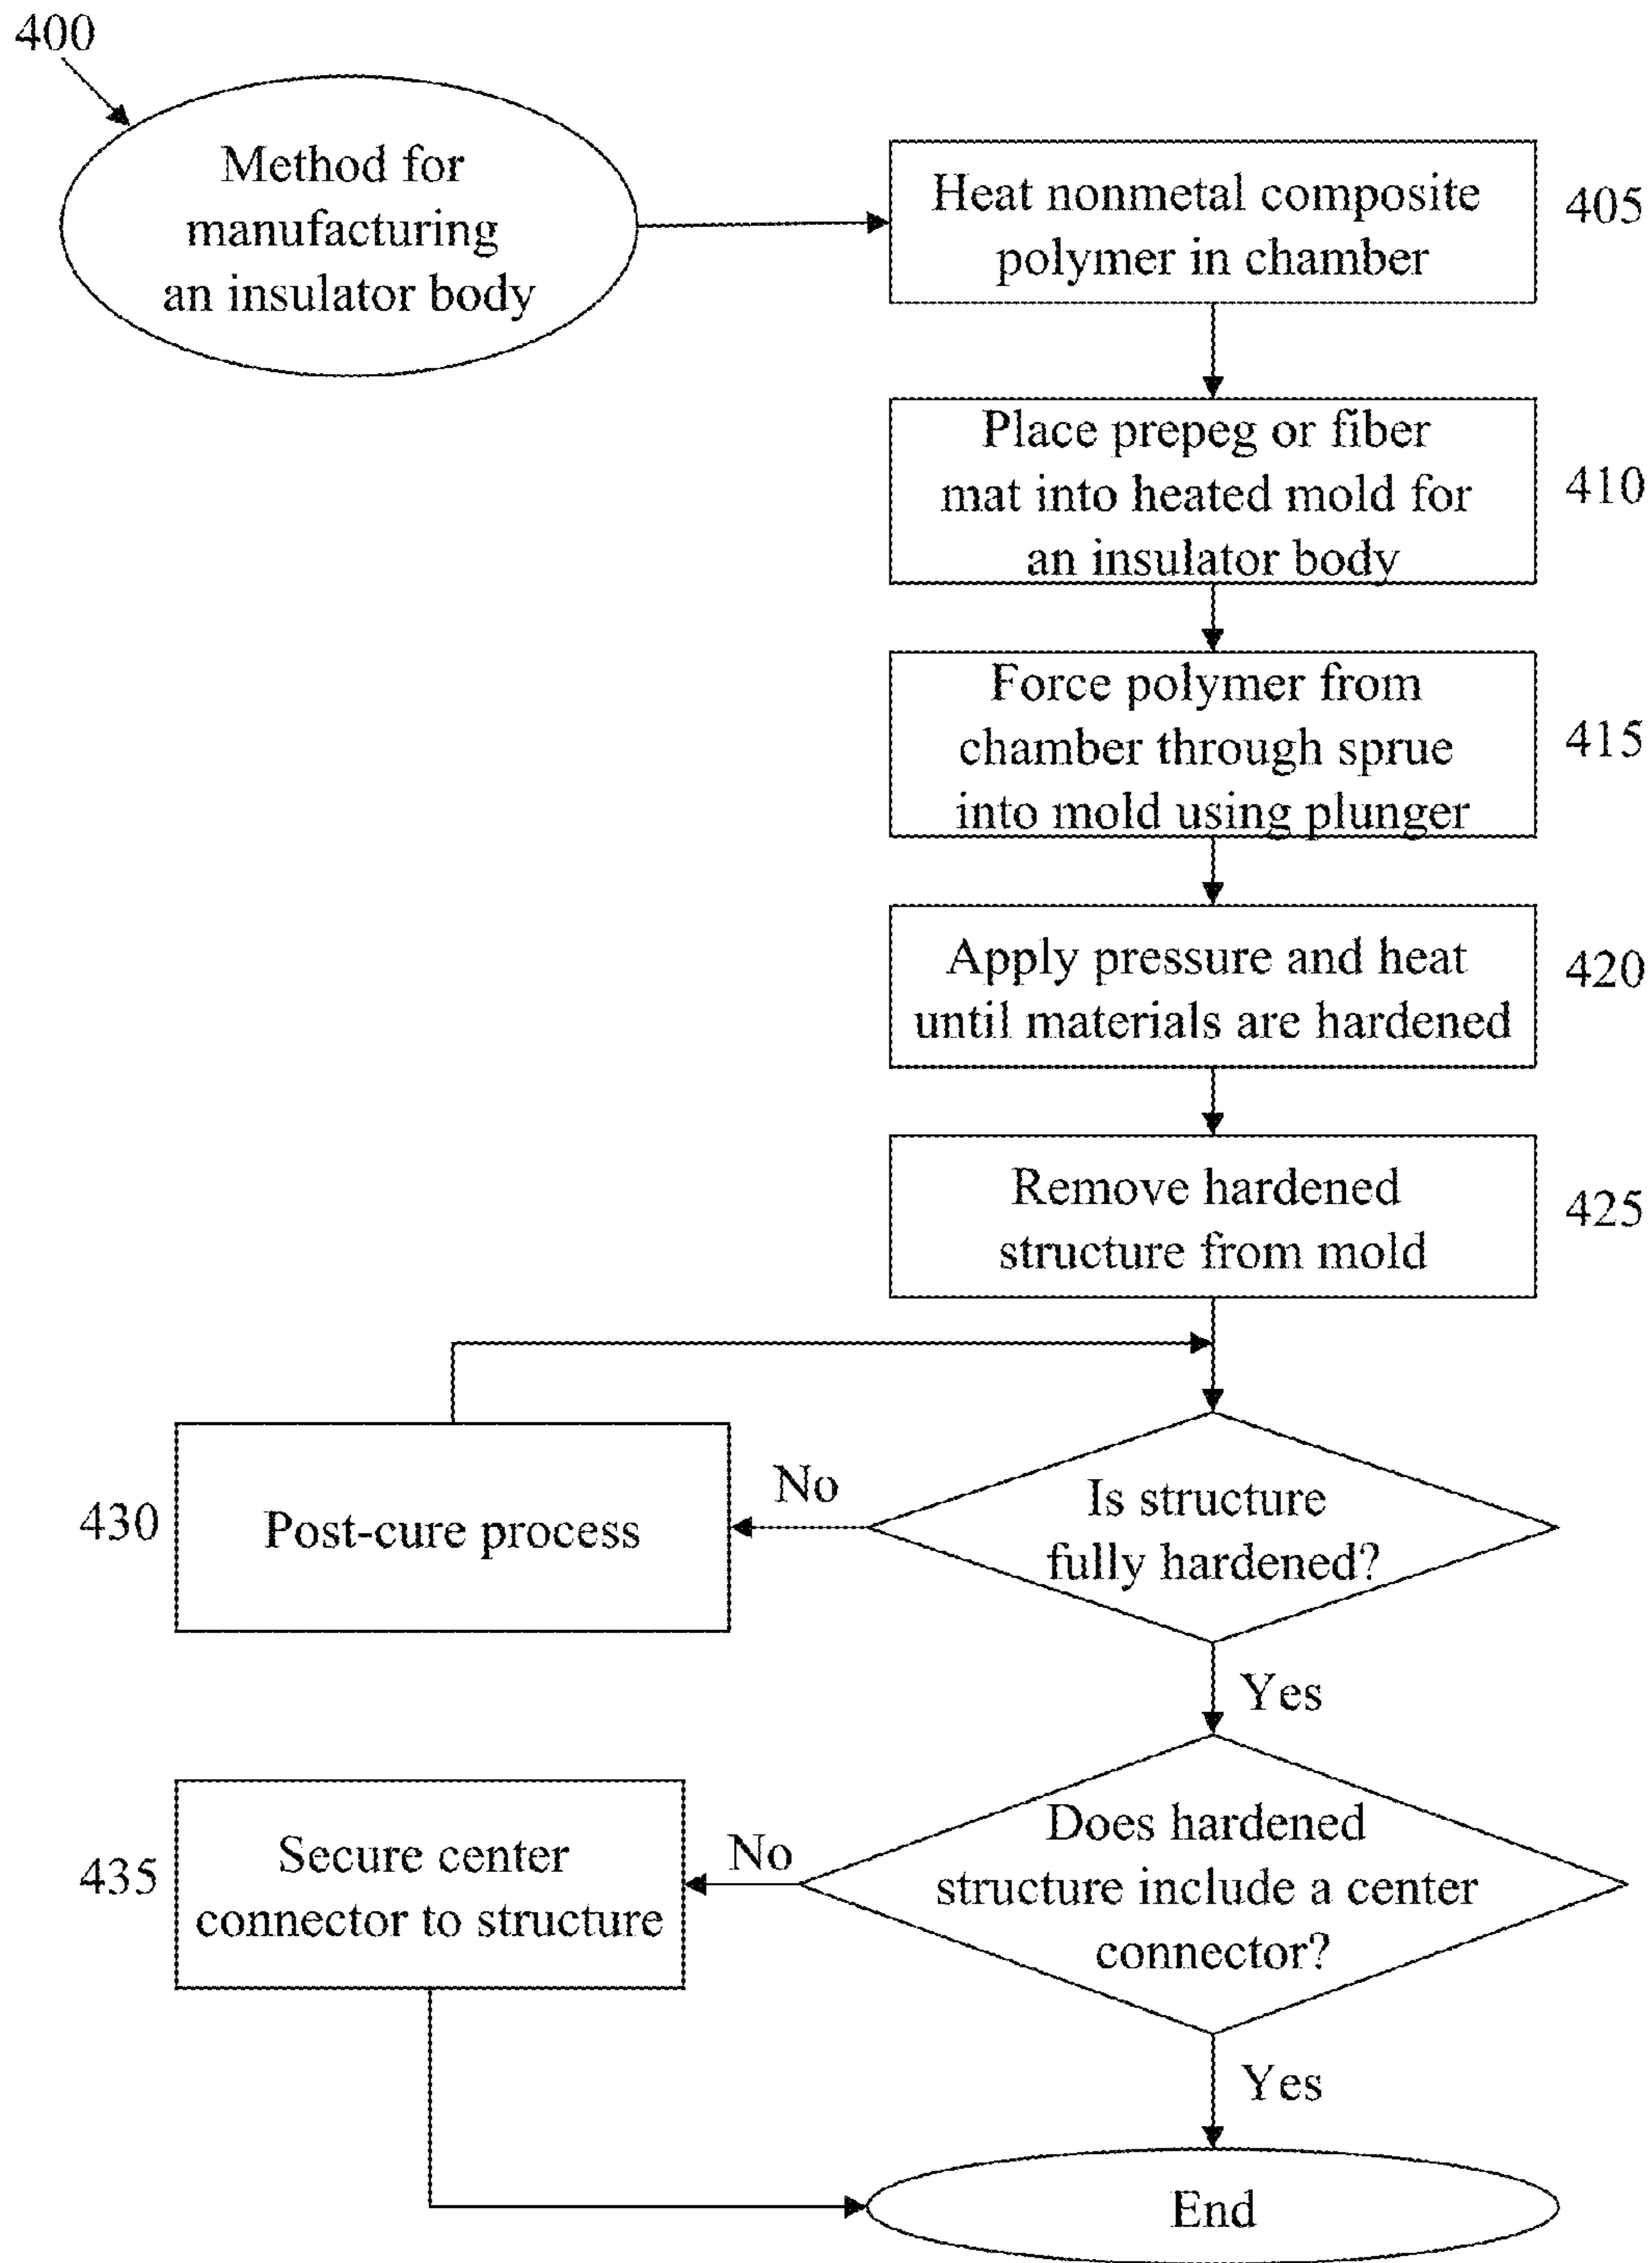 400
Method for
manufacturing
an insulator body
Heat nonmetal composite
polymer in chamber
405
Place prepeg or fiber
mat into heated mold for
an insulator body
410
Force polymer from
chamber through sprue
into mold using plunger
415
Apply pressure and heat
until materials are hardened
420
Remove hardened
structure from mold
425
Is structure
fully hardened?
No
Post-cure process
430
Yes
Does hardened
structure include a center
connector?
No
Secure center
connector to structure
435
Yes
End